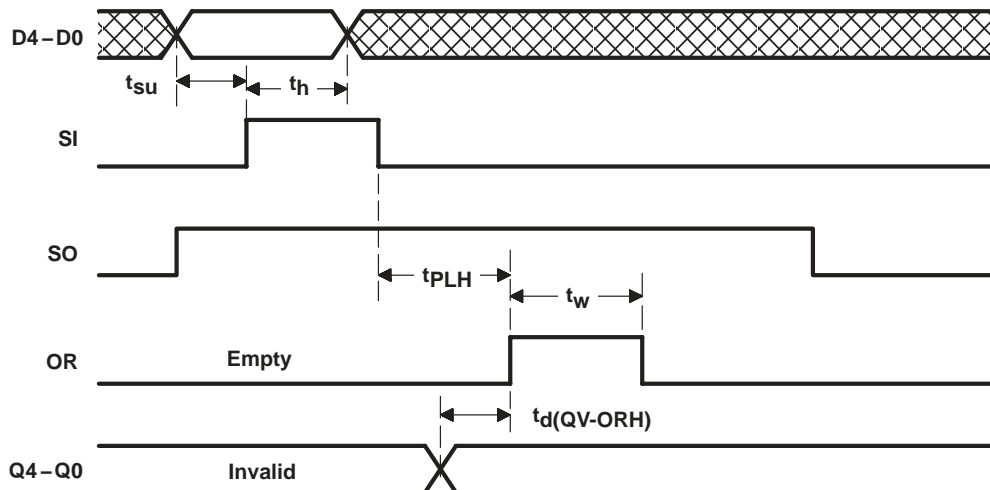 D4–D0
tsu
th
SI
SO
tPLH
tw
OR
Empty
td(QV-ORH)
Q4–Q0
Invalid